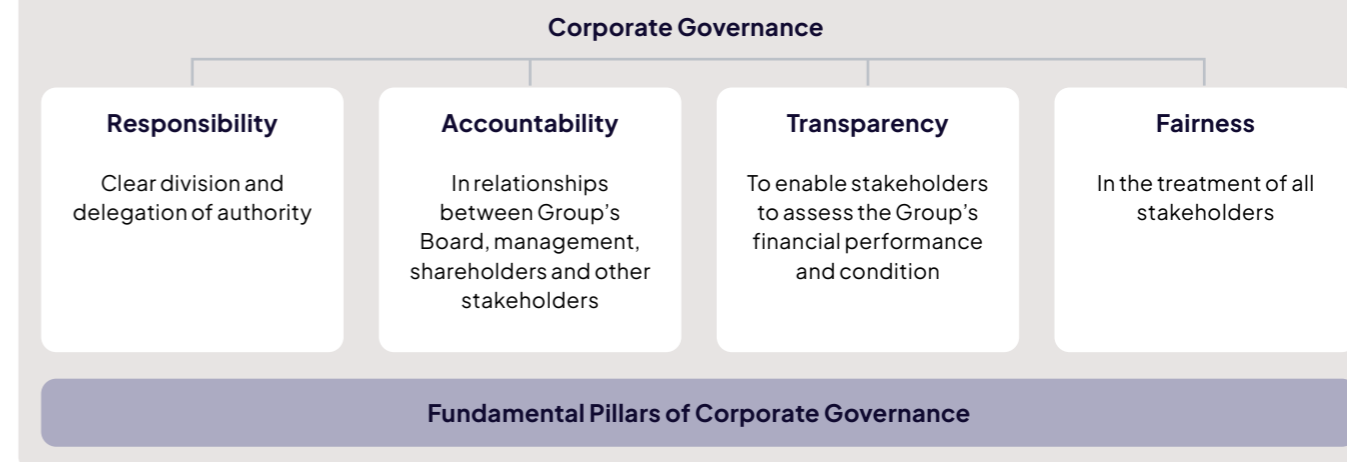 Corporate Governance
Responsibility
Clear division and
delegation of authority
Accountability
In relationships
between Group's
Board, management,
shareholders and other
stakeholders
Transparency
To enable stakeholders
to assess the Group's
financial performance
and condition
Fairness
In the treatment of all
stakeholders
Fundamental Pillars of Corporate Governance